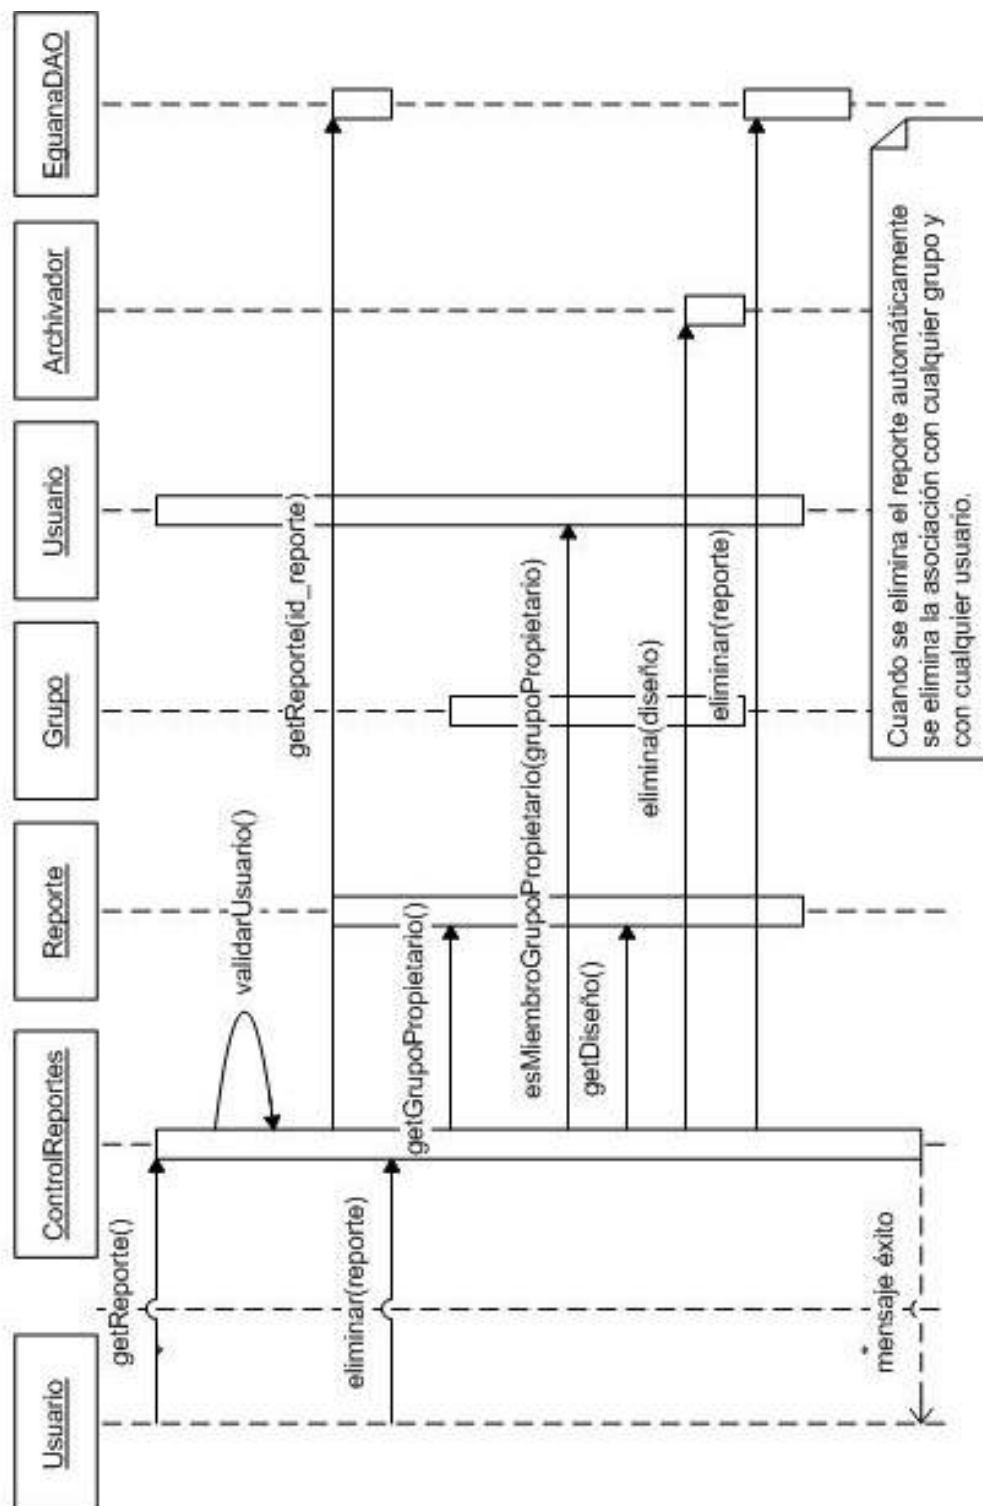 Usuario
ControlReportes
Reporte
Grupo
Usuario
Archivador
EguanaDAO
getReporte()
*
validarUsuario()
getReporte(id_reporte)
eliminar(reporte)
getGrupoPropietario()
esMiembroGrupoPropietario(grupoPropietario)
getDiseño()
elimina(diseño)
eliminar(reporte)
*
mensaje éxito
Cuando se elimina el reporte automáticamente
se elimina la asociación con cualquier grupo y
con cualquier usuario.